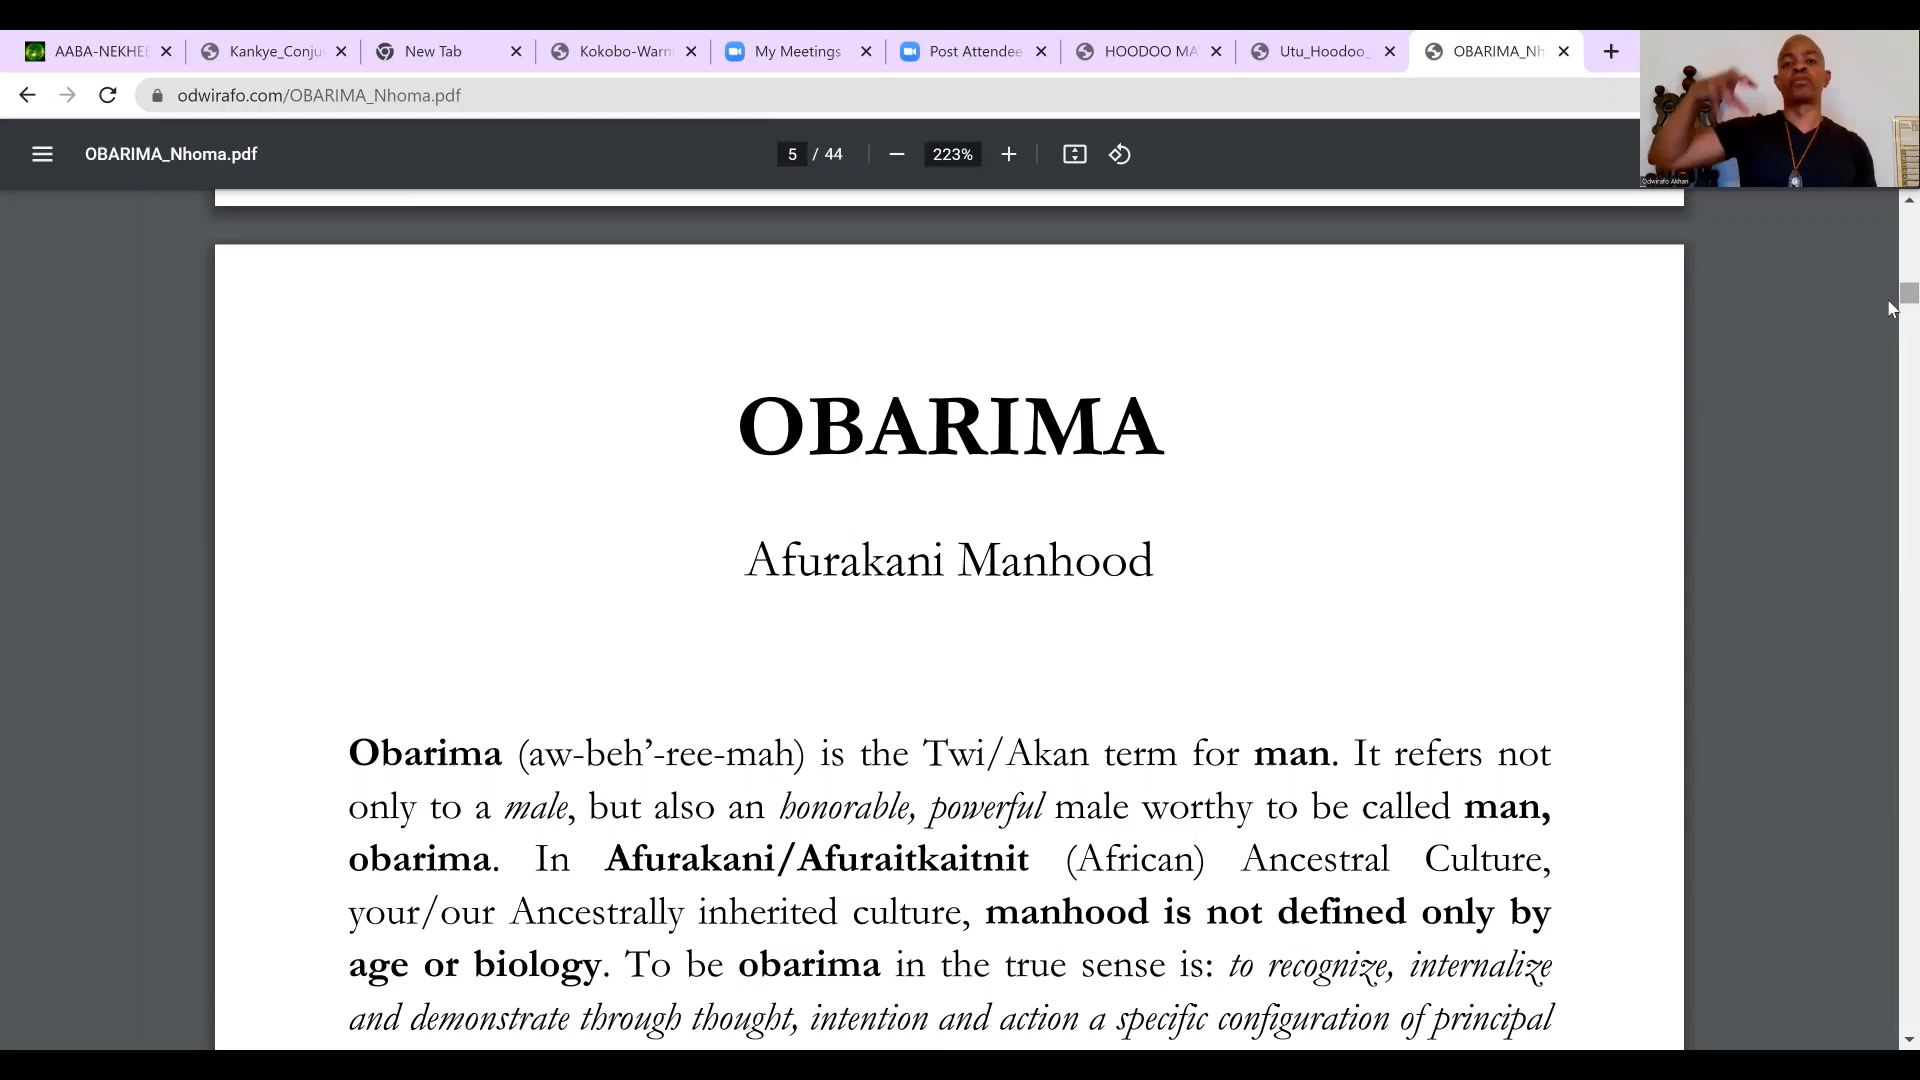 AABA-NEKHEB
Kankye_Conju
New Tab
Kokobo-Warn
My Meetings
Post Attendee
HOODOO MA
Utu_Hoodoo_
OBARIMA_Nh
odwirafo.com/OBARIMA_Nhoma.pdf
OBARIMA_Nhoma.pdf
5 / 44
223%
Odwirafo Akhan
OBARIMA
Afurakani Manhood
Obarima (aw-beh’-ree-mah) is the Twi/Akan term for man. It refers not
only to a male, but also an honorable, powerful male worthy to be called man,
obarima. In Afurakani/Afuraitkaitnit (African) Ancestral Culture,
your/our Ancestrally inherited culture, manhood is not defined only by
age or biology. To be obarima in the true sense is: to recognize, internalize
and demonstrate through thought, intention and action a specific configuration of principal